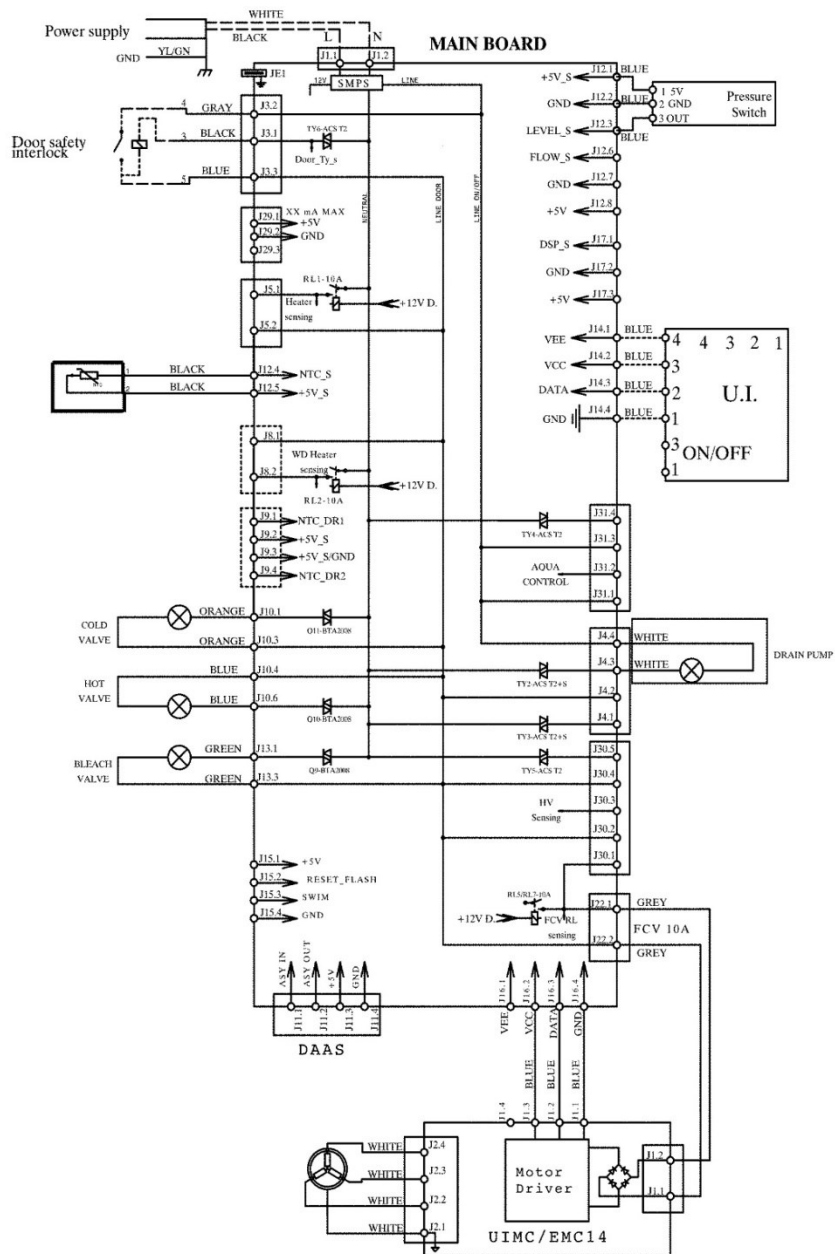 WHITE
Power supply
BLACK
L
N
YL/GN
GND
MAIN BOARD
J1.1
J1.2
JE1
12V
SMPS
LINE
J12.1
BLUE
+5V_S
1 5V
Pressure
Switch
J12.2
BLUE
GND
2 GND
3 OUT
J12.3
BLUE
LEVEL_S
4
GRAY
J3.2
3
BLACK
J3.1
TY6-ACS T2
Door_Ty_s
Door safety
interlock
5
BLUE
J3.3
NEUTRAL
LINE DOOR
LINE ON/OFF
J12.6
FLOW_S
J12.7
GND
J12.8
+5V
J17.1
DSP_S
J17.2
GND
J17.3
+5V
XX mA MAX
J29.1
+5V
J29.2
GND
J29.3
RL1-10A
J5.1
Heater
sensing
+12V D.
J5.2
J14.1
BLUE
VEE
4
4 3 2 1
J14.2
BLUE
VCC
3
U.I.
J14.3
BLUE
DATA
2
J14.4
BLUE
GND
1
3
ON/OFF
1
1
BLACK
J12.4
NTC_S
2
BLACK
J12.5
+5V_S
J8.1
WD Heater
sensing
J8.2
+12V D.
RL2-10A
J9.1
NTC_DR1
J9.2
+5V_S
J9.3
+5V_S/GND
J9.4
NTC_DR2
J31.4
TY4-ACS T2
J31.3
AQUA
CONTROL
J31.2
J31.1
ORANGE
J10.1
Q11-BTA2008
COLD
VALVE
ORANGE
J10.3
J4.4
WHITE
DRAIN PUMP
J4.3
WHITE
TY2-ACS T2+S
J4.2
J4.1
TY3-ACS T2+S
BLUE
J10.4
HOT
VALVE
BLUE
J10.6
Q10-BTA2008
GREEN
J13.1
Q9-BTA2008
BLEACH
VALVE
GREEN
J13.3
J30.5
TY5-ACS T2
J30.4
HV
Sensing
J30.3
J30.2
J30.1
J15.1
+5V
J15.2
RESET_FLASH
J15.3
SWIM
J15.4
GND
RL5/RL7-10A
+12V D.
FCV RL
sensing
J22.1
GREY
FCV 10A
J22.2
GREY
ASY IN
ASY OUT
+5V
GND
J11.1
J11.2
J11.3
J11.4
DAAS
J16.1
J16.2
J16.3
J16.4
VEE
VCC
DATA
GND
BLUE
BLUE
BLUE
J1.4
J1.3
J1.2
J1.1
WHITE
J2.4
WHITE
J2.3
WHITE
J2.2
WHITE
J2.1
Motor
Driver
J1.2
J1.1
UIMC/EMC14